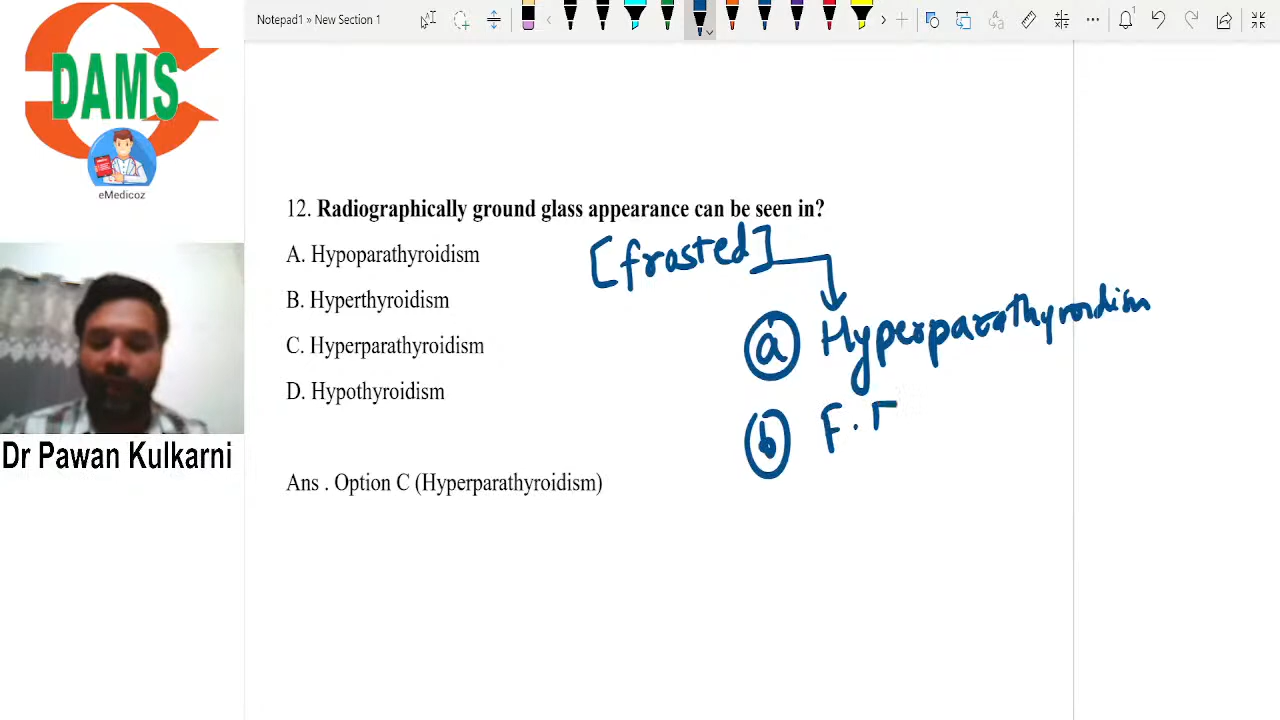 Notepad1 » New Section 1
DAMS
eMedicoz
12. Radiographically ground glass appearance can be seen in?
[frosted]
A. Hypoparathyroidism
B. Hyperthyroidism
a Hyperparathyroidism
C. Hyperparathyroidism
D. Hypothyroidism
b F.
Dr Pawan Kulkarni
Ans . Option C (Hyperparathyroidism)